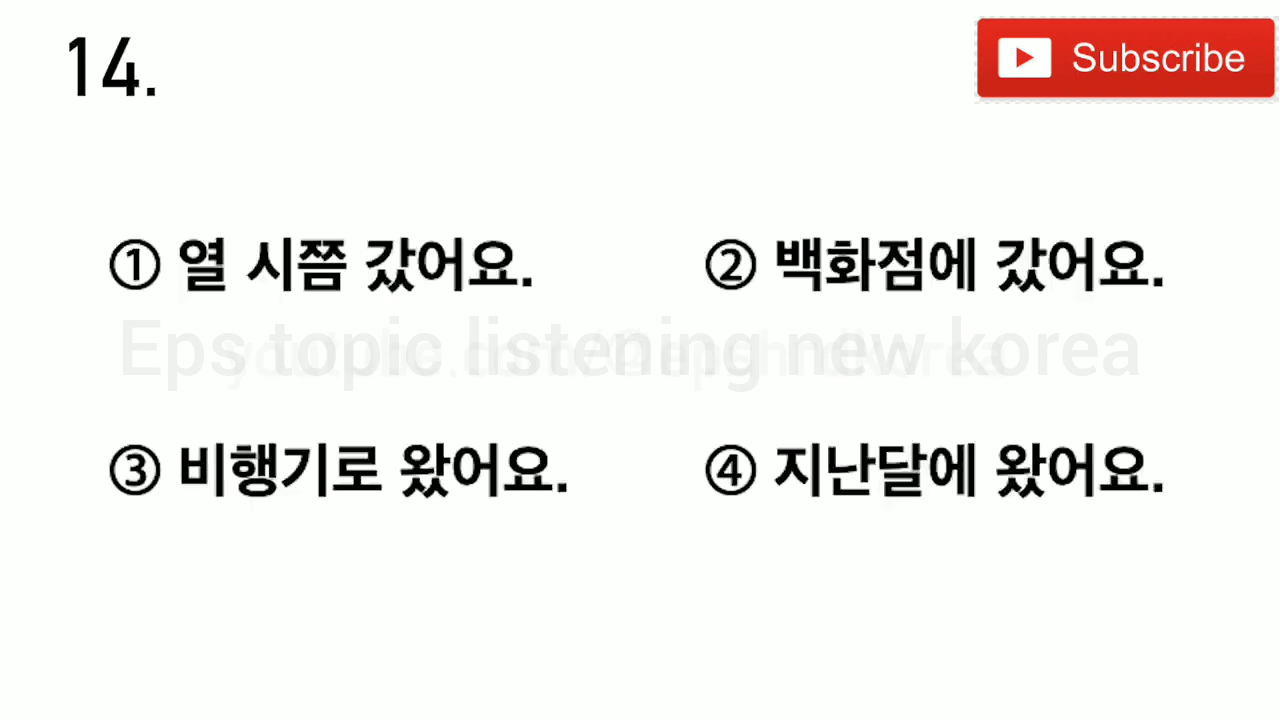 14.
Subscribe
① 열 시쯤 갔어요.
② 백화점에 갔어요.
Eps topic listening new korea
③ 비행기로 왔어요.
④ 지난달에 왔어요.